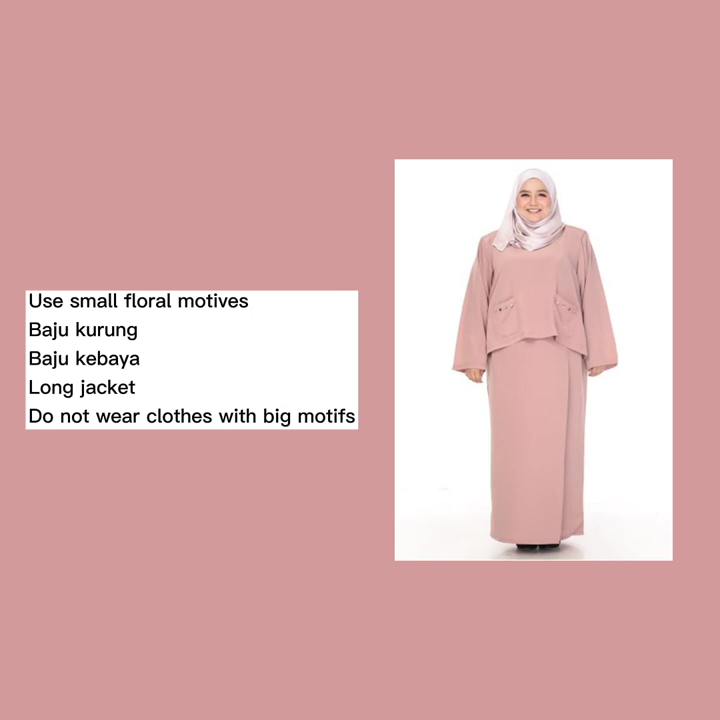 Use small floral motives
Baju kurung
Baju kebaya
Long jacket
Do not wear clothes with big motifs